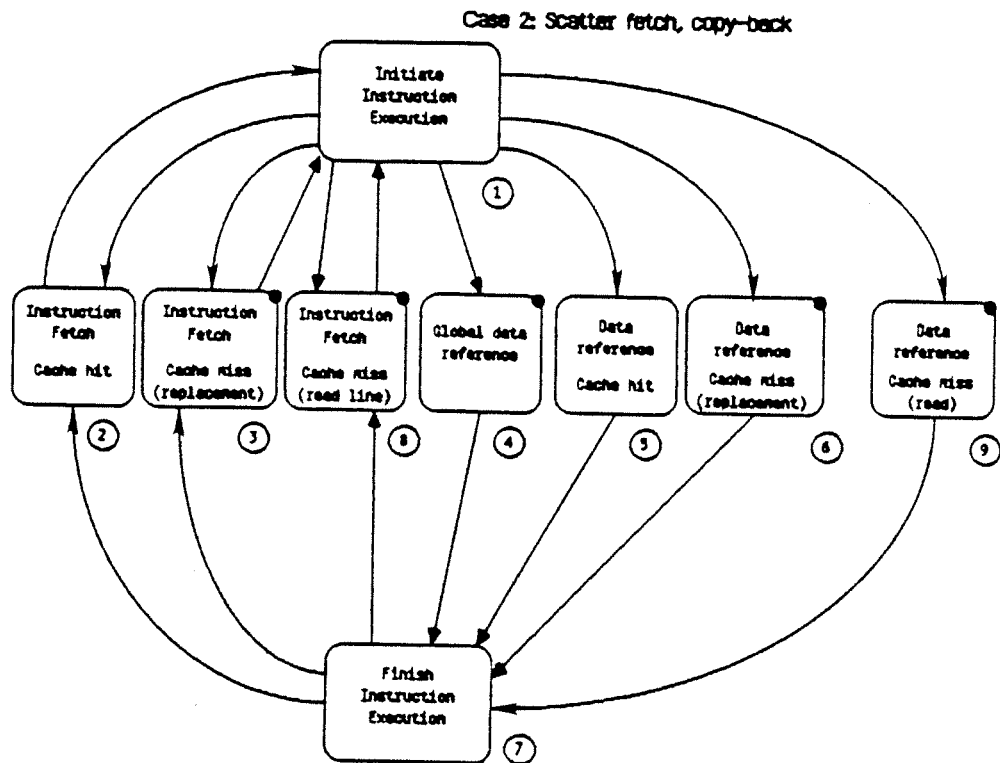 Case 2: Scatter fetch, copy-back
Initiate
Instruction
Execution
1
Instruction
Fetch
Cache hit
2
Instruction
Fetch
Cache miss
(replacement)
3
Instruction
Fetch
Cache miss
(read line)
8
Global data
reference
4
Data
reference
Cache hit
5
Data
reference
Cache miss
(replacement)
6
Data
reference
Cache miss
(read)
9
Finish
Instruction
Execution
7